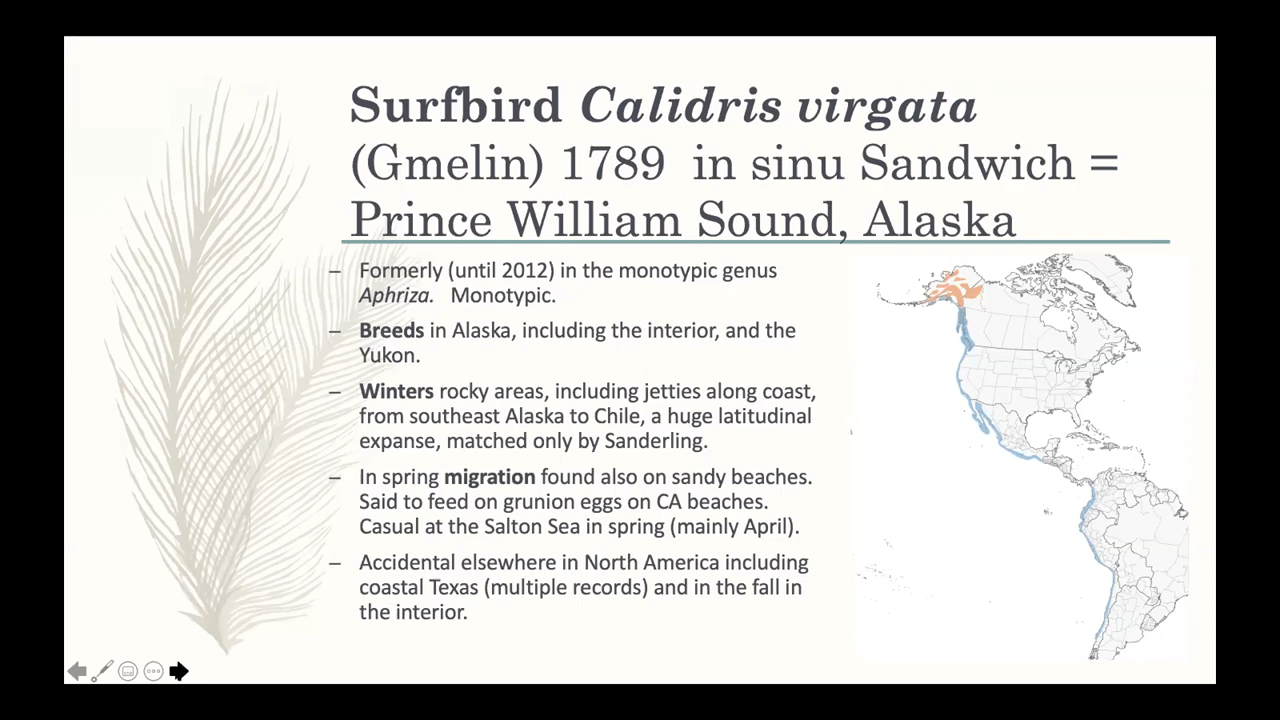 Surfbird Calidris virgata
(Gmelin) 1789 in sinu Sandwich =
Prince William Sound, Alaska
– Formerly (until 2012) in the monotypic genus
Aphriza. Monotypic.
– Breeds in Alaska, including the interior, and the
Yukon.
– Winters rocky areas, including jetties along coast,
from southeast Alaska to Chile, a huge latitudinal
expanse, matched only by Sanderling.
– In spring migration found also on sandy beaches.
Said to feed on grunion eggs on CA beaches.
Casual at the Salton Sea in spring (mainly April).
– Accidental elsewhere in North America including
coastal Texas (multiple records) and in the fall in
the interior.